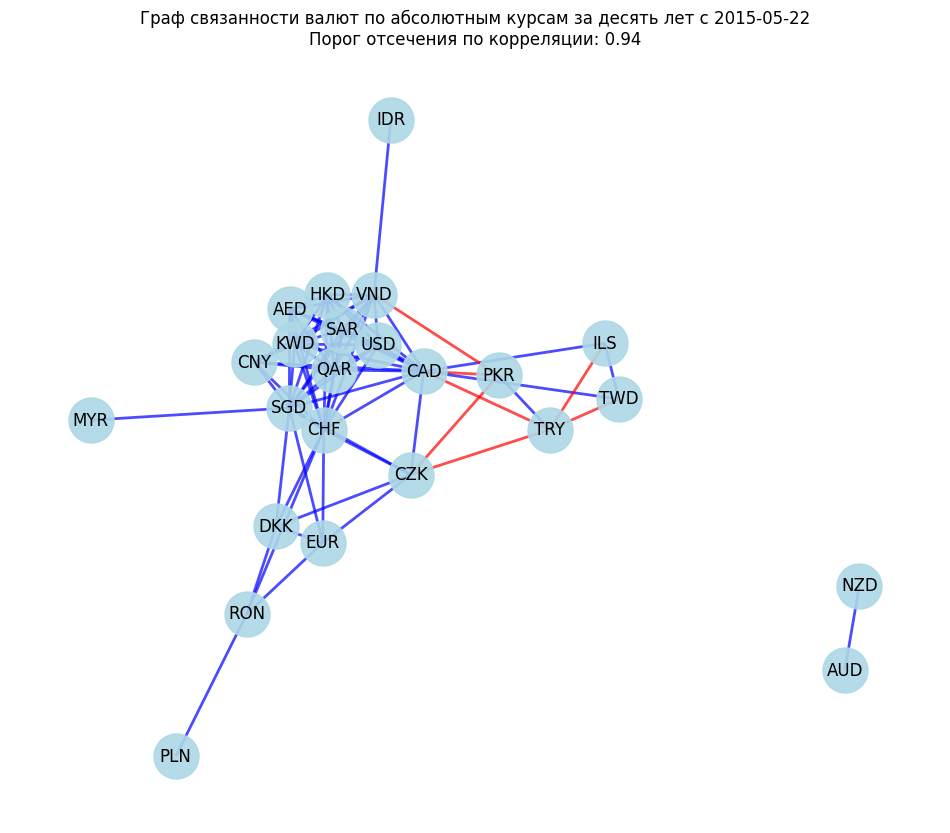 Граф связанности валют по абсолютным курсам за десять лет с 2015-05-22
Порог отсечения по корреляции: 0.94
IDR
HKD
VND
AED
SAR
KWD
USD
ILS
CNY
QAR
CAD
PKR
TWD
SGD
MYR
CHF
TRY
CZK
DKK
EUR
NZD
RON
AUD
PLN